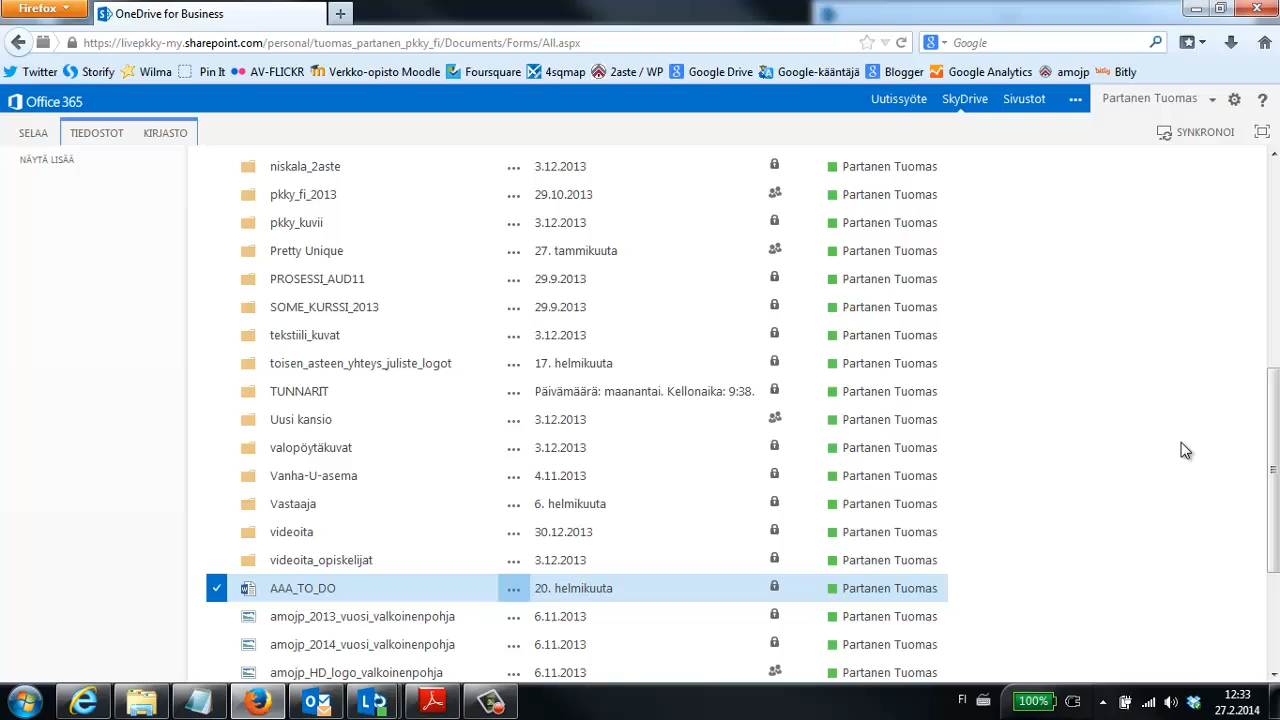 Firefox
OneDrive for Business
https://livepkky-my.sharepoint.com/personal/tuomas_partanen_pkky_fi/Documents/Forms/All.aspx
Google
Twitter Storify Wilma Pin It AV-FLICKR Verkko-opisto Moodle Foursquare 4sqmap 2aste / WP Google Drive Google-kääntäjä Blogger Google Analytics amojp Bitly
Office 365 Uutissyöte SkyDrive Sivustot ••• Partanen Tuomas ?
SELAA TIEDOSTOT KIRJASTO SYNKRONOI
NÄYTÄ LISÄÄ
niskala_2aste ... 3.12.2013 Partanen Tuomas
pkky_fi_2013 ... 29.10.2013 Partanen Tuomas
pkky_kuvii ... 3.12.2013 Partanen Tuomas
Pretty Unique ... 27. tammikuuta Partanen Tuomas
PROSESSI_AUD11 ... 29.9.2013 Partanen Tuomas
SOME_KURSSI_2013 ... 29.9.2013 Partanen Tuomas
tekstiili_kuvat ... 3.12.2013 Partanen Tuomas
toisen_asteen_yhteys_juliste_logot ... 17. helmikuuta Partanen Tuomas
TUNNARIT ... Päivämäärä: maanantai. Kellonaika: 9:38. Partanen Tuomas
Uusi kansio ... 3.12.2013 Partanen Tuomas
valopöytäkuvat ... 3.12.2013 Partanen Tuomas
Vanha-U-asema ... 4.11.2013 Partanen Tuomas
Vastaaja ... 6. helmikuuta Partanen Tuomas
videoita ... 30.12.2013 Partanen Tuomas
videoita_opiskelijat ... 3.12.2013 Partanen Tuomas
AAA_TO_DO ... 20. helmikuuta Partanen Tuomas
amojp_2013_vuosi_valkoinenpohja ... 6.11.2013 Partanen Tuomas
amojp_2014_vuosi_valkoinenpohja ... 6.11.2013 Partanen Tuomas
amojp_HD_logo_valkoinenpohja ... 6.11.2013 Partanen Tuomas
FI 100% 12:33
27.2.2014